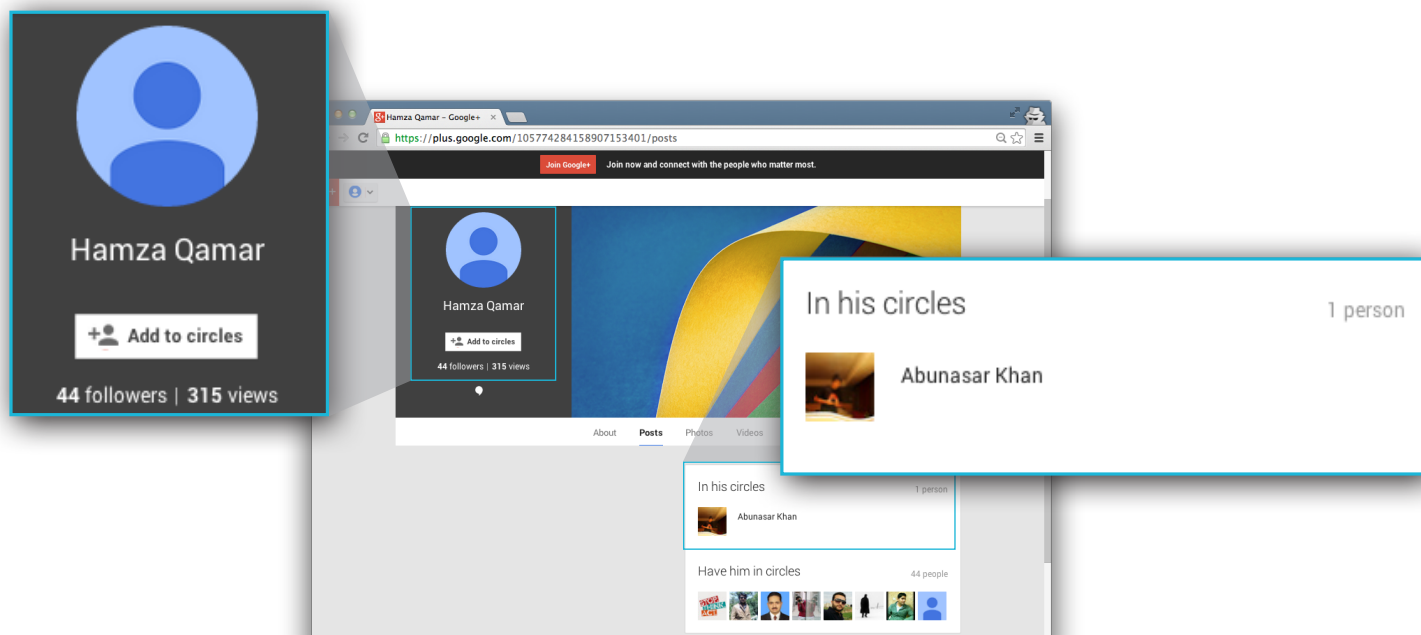 Hamza Qamar
Add to circles
44 followers | 315 views
Hamza Qamar - Google+
https://plus.google.com/105774284158907153401/posts
Join Google+ Join now and connect with the people who matter most.
Hamza Qamar
Add to circles
44 followers | 315 views
About Posts Photos Videos
In his circles 1 person
Abunasar Khan
In his circles 1 person
Abunasar Khan
Have him in circles 44 people